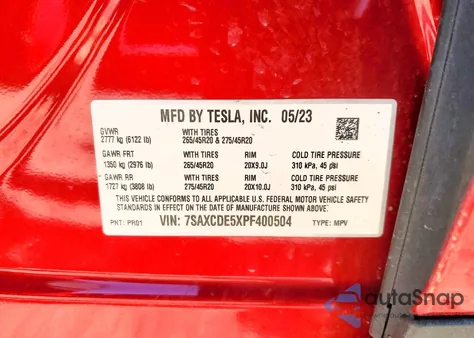 MFD BY TESLA, INC. 05/23
GVWR WITH TIRES
2777 kg (6122 lb) 265/45R20 & 275/45R20
GAWR FRT WITH TIRES RIM COLD TIRE PRESSURE
1350 kg (2976 lb) 265/45R20 20X9.0J 310 kPa, 45 psi
GAWR RR WITH TIRES RIM COLD TIRE PRESSURE
1727 kg (3808 lb) 275/45R20 20X10.0J 310 kPa, 45 psi
THIS VEHICLE CONFORMS TO ALL APPLICABLE U.S. FEDERAL MOTOR VEHICLE SAFETY
STANDARDS IN EFFECT ON THE DATE OF MANUFACTURE SHOWN ABOVE.
PNT: PR01 VIN: 7SAXCDE5XPF400504 TYPE: MPV
autaSnap